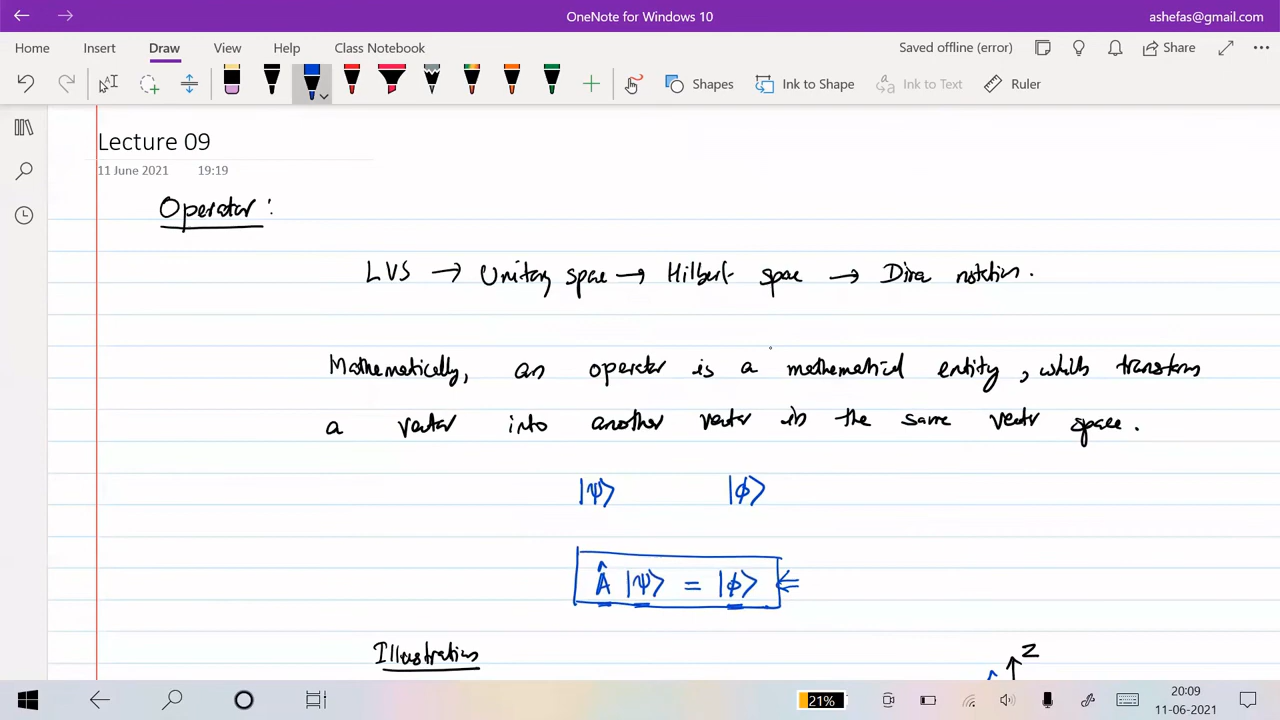 OneNote for Windows 10
ashefas@gmail.com
Home Insert Draw View Help Class Notebook
Saved offline (error) Share
Shapes Ink to Shape Ink to Text Ruler
Lecture 09
11 June 2021 19:19
Operator:
LVS → Unitary space → Hilbert space → Dirac notation.
Mathematically, an operator is a mathematical entity, which transforms
a vector into another vector in the same vector space.
|ψ⟩ |ϕ⟩
Â |ψ⟩ = |ϕ⟩ ⇐
Illustration
Z
21%
20:09
11-06-2021